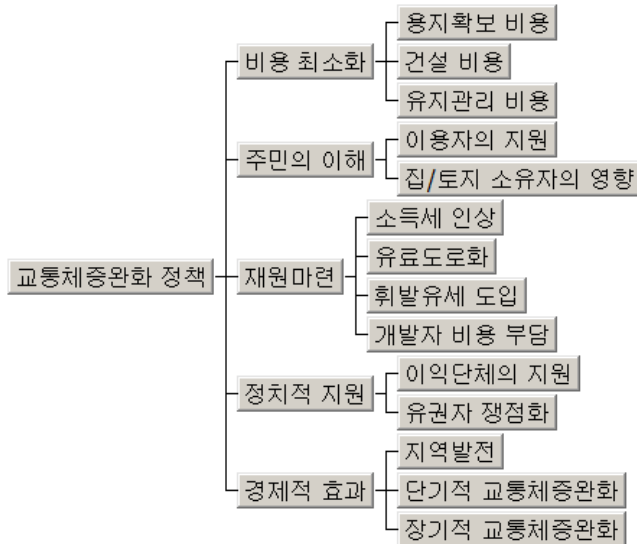 교통체증완화 정책
비용 최소화
용지확보 비용
건설 비용
유지관리 비용
주민의 이해
이용자의 지원
집/토지 소유자의 영향
재원마련
소득세 인상
유료도로화
휘발유세 도입
개발자 비용 부담
정치적 지원
이익단체의 지원
유권자 쟁점화
경제적 효과
지역발전
단기적 교통체증완화
장기적 교통체증완화